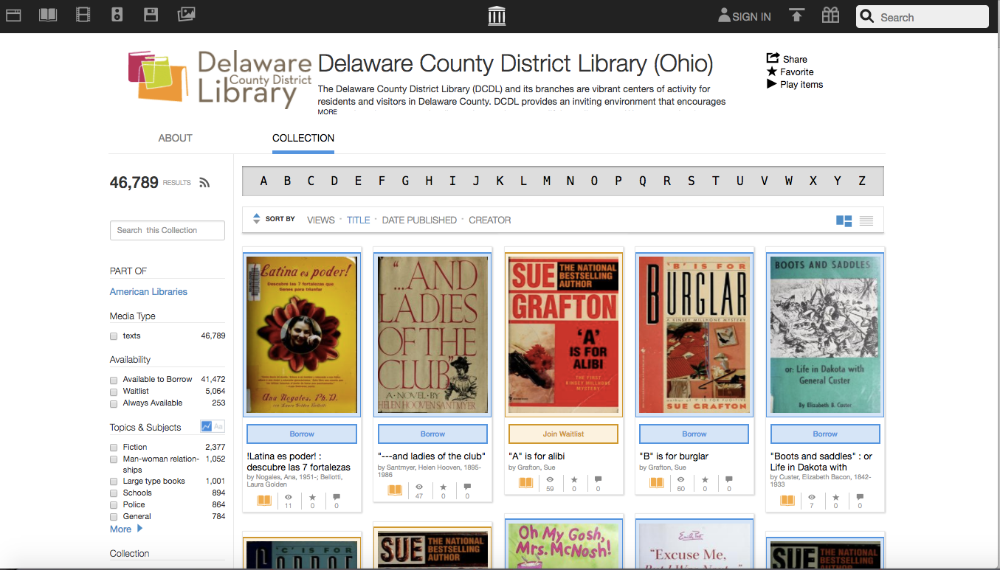 SIGN IN
Search
Delaware
County District
Library
Delaware County District Library (Ohio)
The Delaware County District Library (DCDL) and its branches are vibrant centers of activity for
residents and visitors in Delaware County. DCDL provides an inviting environment that encourages
MORE
Share
Favorite
Play items
ABOUT
COLLECTION
46,789 RESULTS
Search this Collection
PART OF
American Libraries
Media Type
texts 46,789
Availability
Available to Borrow 41,472
Waitlist 5,064
Always Available 253
Topics & Subjects
Aa
Fiction 2,377
Man-woman relation- 1,052
ships
Large type books 1,001
Schools 894
Police 864
General 784
More
Collection
A B C D E F G H I J K L M N O P Q R S T U V W X Y Z
SORT BY VIEWS · TITLE · DATE PUBLISHED · CREATOR
Latina es poder!
Descubre las 7 fortalezas que
tienes para triunfar
Ana Nogales, Ph.D.
Borrow
!Latina es poder! :
descubre las 7 fortalezas
by Nogales, Ana, 1951-; Bellotti,
Laura Golden
11 0 0
"...AND
LADIES
OF THE
CLUB"
A·NOVEL·BY
HELEN HOOVEN SANTMYER
Borrow
"---and ladies of the club"
by Santmyer, Helen Hooven, 1895-
1986
47 0 0
SUE THE NATIONAL
BESTSELLING
AUTHOR
GRAFTON
'A'
IS FOR
ALIBI
THE FIRST
KINSEY MILLHONE
MYSTERY
Join Waitlist
"A" is for alibi
by Grafton, Sue
59 0 0
'B' IS FOR
BURGLAR
A KINSEY MILLHONE MYSTERY
author of 'F' IS FOR FUGITIVE
SUE GRAFTON
Borrow
"B" is for burglar
by Grafton, Sue
60 0 0
BOOTS AND SADDLES
or: Life in Dakota with
General Custer
By Elizabeth B. Custer
Borrow
"Boots and saddles" : or
Life in Dakota with
by Custer, Elizabeth Bacon, 1842-
1933
7 0 0
'C' IS FOR
SUE THE NATIONAL
BESTSELLING
AUTHOR
Oh My Gosh,
Mrs. McNosh!
Emily Post
"Excuse Me,
SUE THE NATIONAL
BESTSELLING
AUTHOR